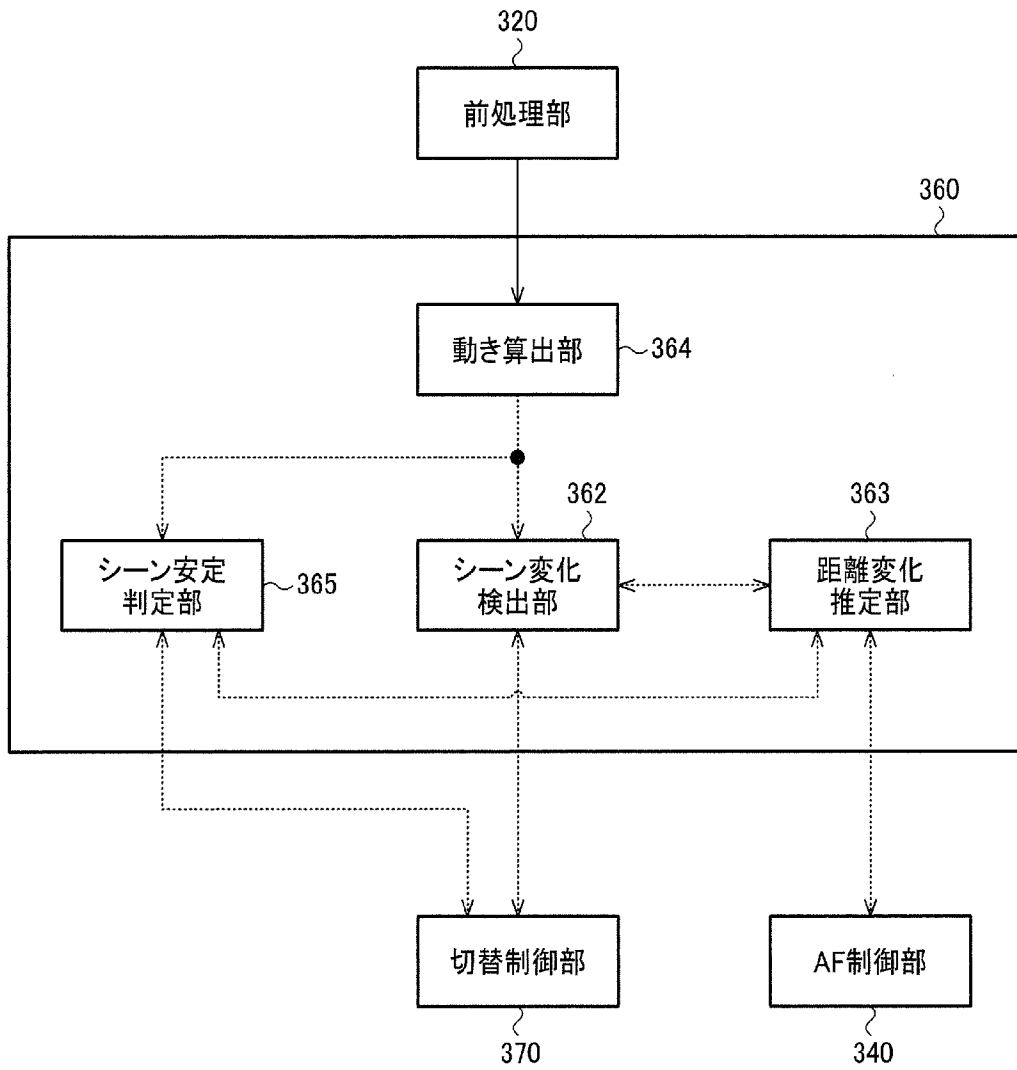 320
前処理部
360
動き算出部
364
362
363
シーン安定
判定部
365
シーン変化
検出部
距離変化
推定部
切替制御部
AF制御部
370
340